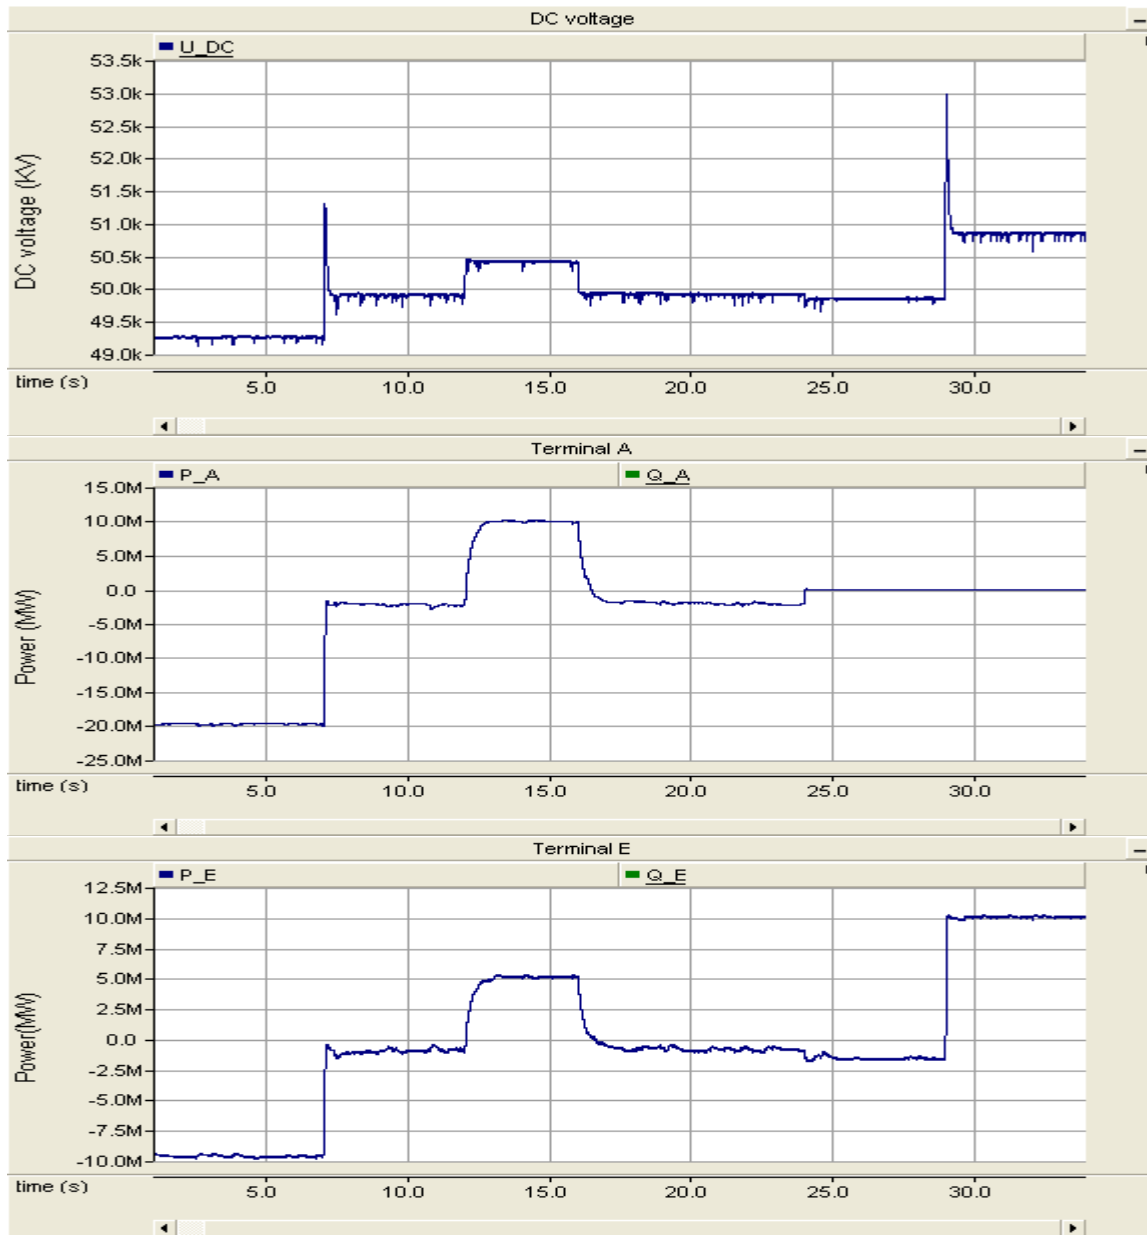 DC voltage
U_DC
DC voltage (KV)
53.5k
53.0k
52.5k
52.0k
51.5k
51.0k
50.5k
50.0k
49.5k
49.0k
time (s) 5.0 10.0 15.0 20.0 25.0 30.0
Terminal A
P_A Q_A
Power (MW)
15.0M
10.0M
5.0M
0.0
-5.0M
-10.0M
-15.0M
-20.0M
-25.0M
time (s) 5.0 10.0 15.0 20.0 25.0 30.0
Terminal E
P_E Q_E
Power(MW)
12.5M
10.0M
7.5M
5.0M
2.5M
0.0
-2.5M
-5.0M
-7.5M
-10.0M
time (s) 5.0 10.0 15.0 20.0 25.0 30.0